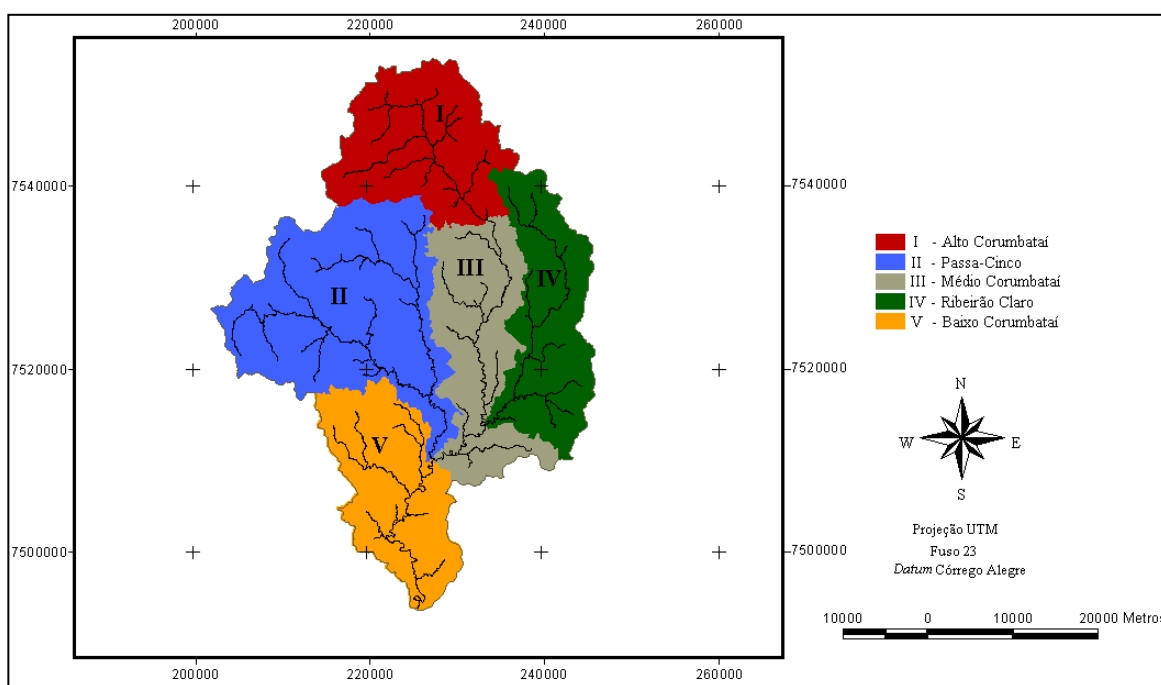 200000 220000 240000 260000
I
7540000 7540000
III
IV
II
I - Alto Corumbataí
II - Passa-Cinco
III - Médio Corumbataí
IV - Ribeirão Claro
V - Baixo Corumbataí
7520000 7520000
V
N
W E
S
7500000 7500000
Projeção UTM
Fuso 23
Datum Córrego Alegre
10000 0 10000 20000 Metros
200000 220000 240000 260000